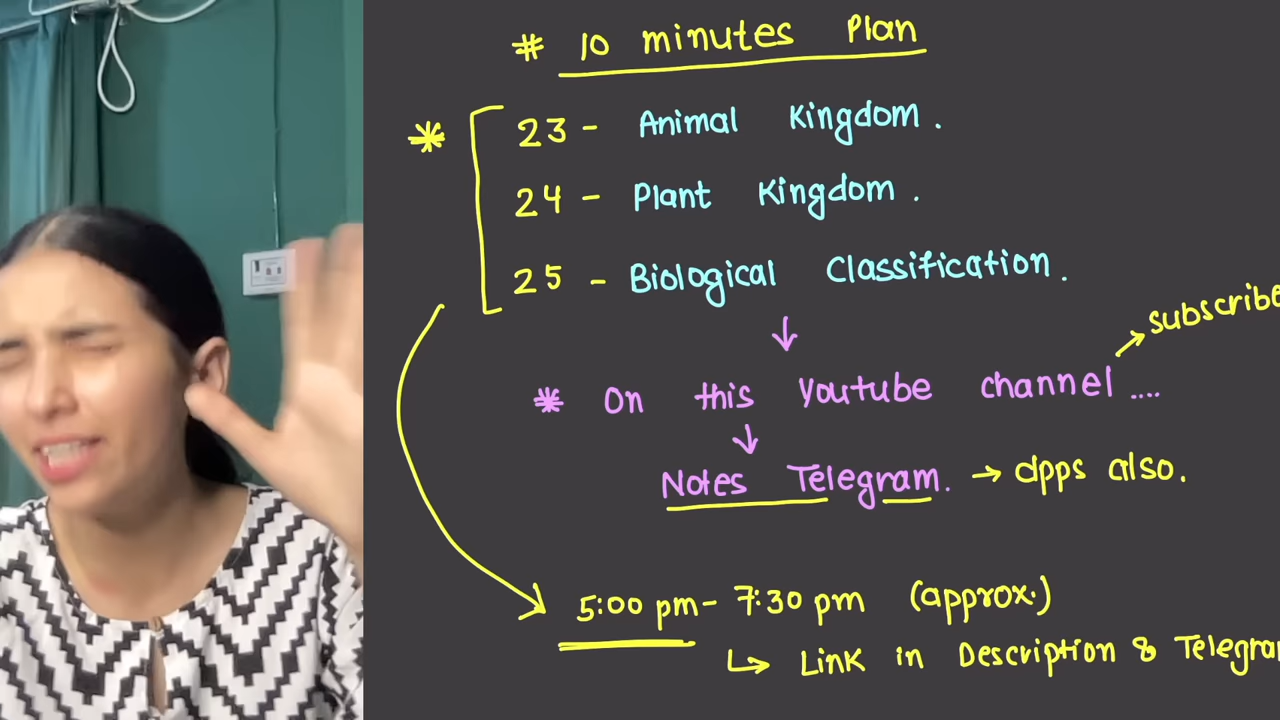 # 10 minutes Plan
* 23 - Animal Kingdom.
24 - Plant Kingdom.
25 - Biological Classification.
↓
→ subscribe
* On this Youtube channel ....
↓
Notes Telegram. → dpps also.
5:00 pm - 7:30 pm (approx.)
↳ Link in Description & Telegra